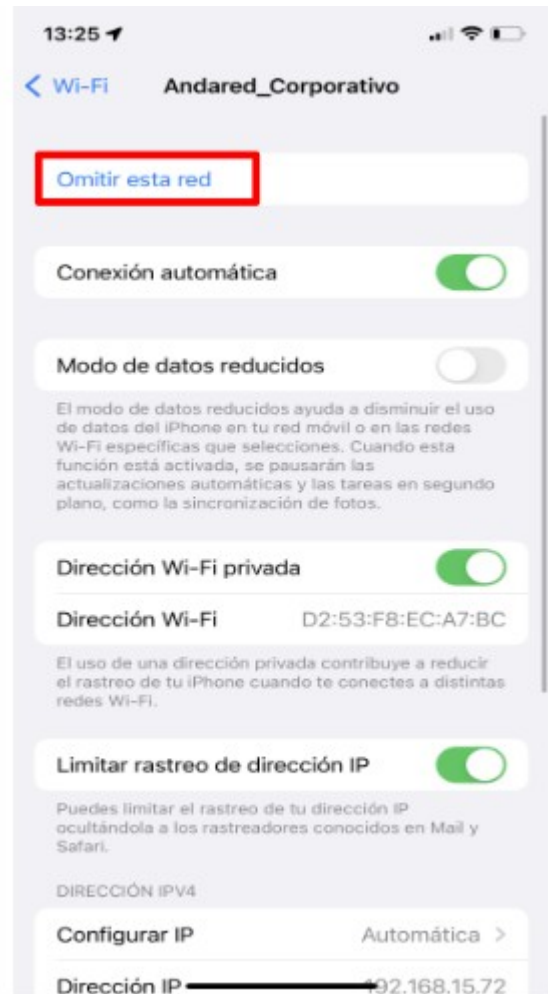 13:25
Wi-Fi Andared_Corporativo
Omitir esta red
Conexión automática
Modo de datos reducidos
El modo de datos reducidos ayuda a disminuir el uso
de datos del iPhone en tu red móvil o en las redes
Wi-Fi específicas que selecciones. Cuando esta
función está activada, se pausarán las
actualizaciones automáticas y las tareas en segundo
plano, como la sincronización de fotos.
Dirección Wi-Fi privada
Dirección Wi-Fi D2:53:F8:EC:A7:BC
El uso de una dirección privada contribuye a reducir
el rastreo de tu iPhone cuando te conectes a distintas
redes Wi-Fi.
Limitar rastreo de dirección IP
Puedes limitar el rastreo de tu dirección IP
ocultándola a los rastreadores conocidos en Mail y
Safari.
DIRECCIÓN IPV4
Configurar IP Automática >
Dirección IP 192.168.15.72